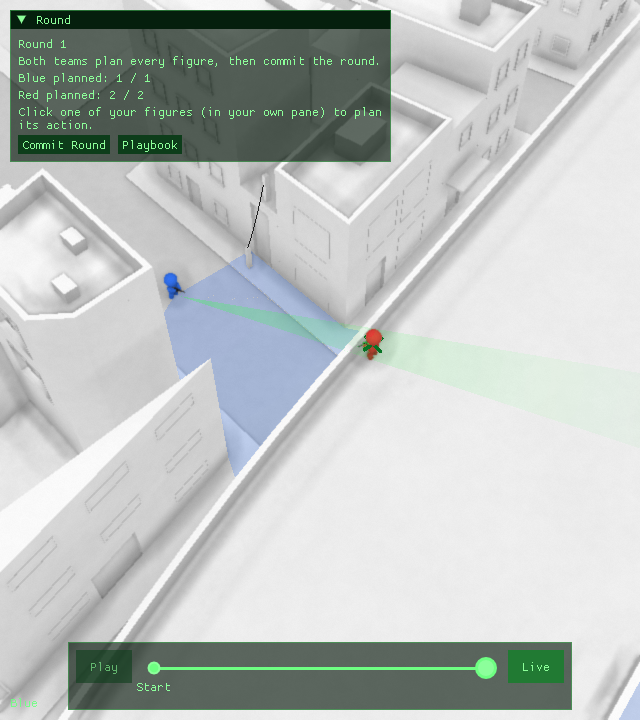 Round
Round 1
Both teams plan every figure, then commit the round.
Blue planned: 1 / 1
Red planned: 2 / 2
Click one of your figures (in your own pane) to plan
its action.
Commit Round Playbook
Play Live
Start